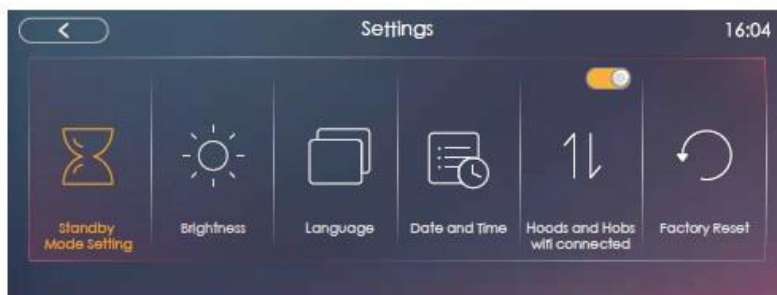 Settings
16:04
Standby
Mode Setting
Brightness
Language
Date and Time
Hoods and Hobs
wifi connected
Factory Reset